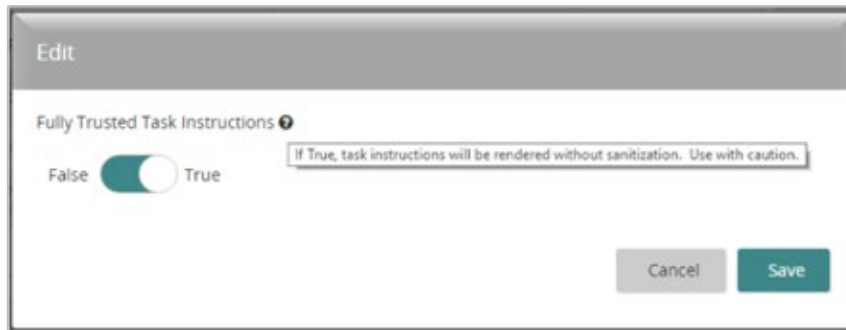 Edit
Fully Trusted Task Instructions ?
If True, task instructions will be rendered without sanitization. Use with caution.
False True
Cancel Save